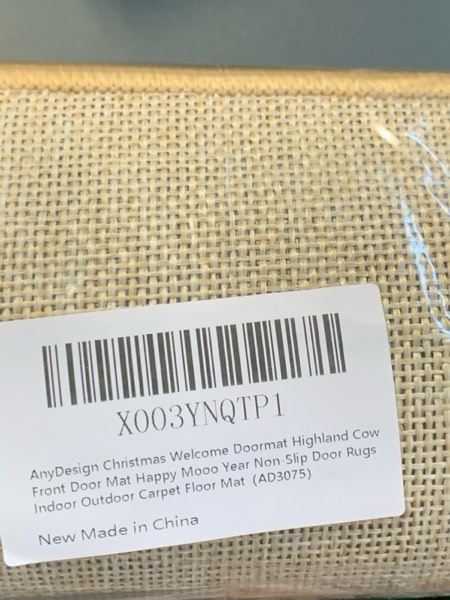 X003YNQTP1
AnyDesign Christmas Welcome Doormat Highland Cow
Front Door Mat Happy Mooo Year Non-Slip Door Rugs
Indoor Outdoor Carpet Floor Mat (AD3075)
New Made in China